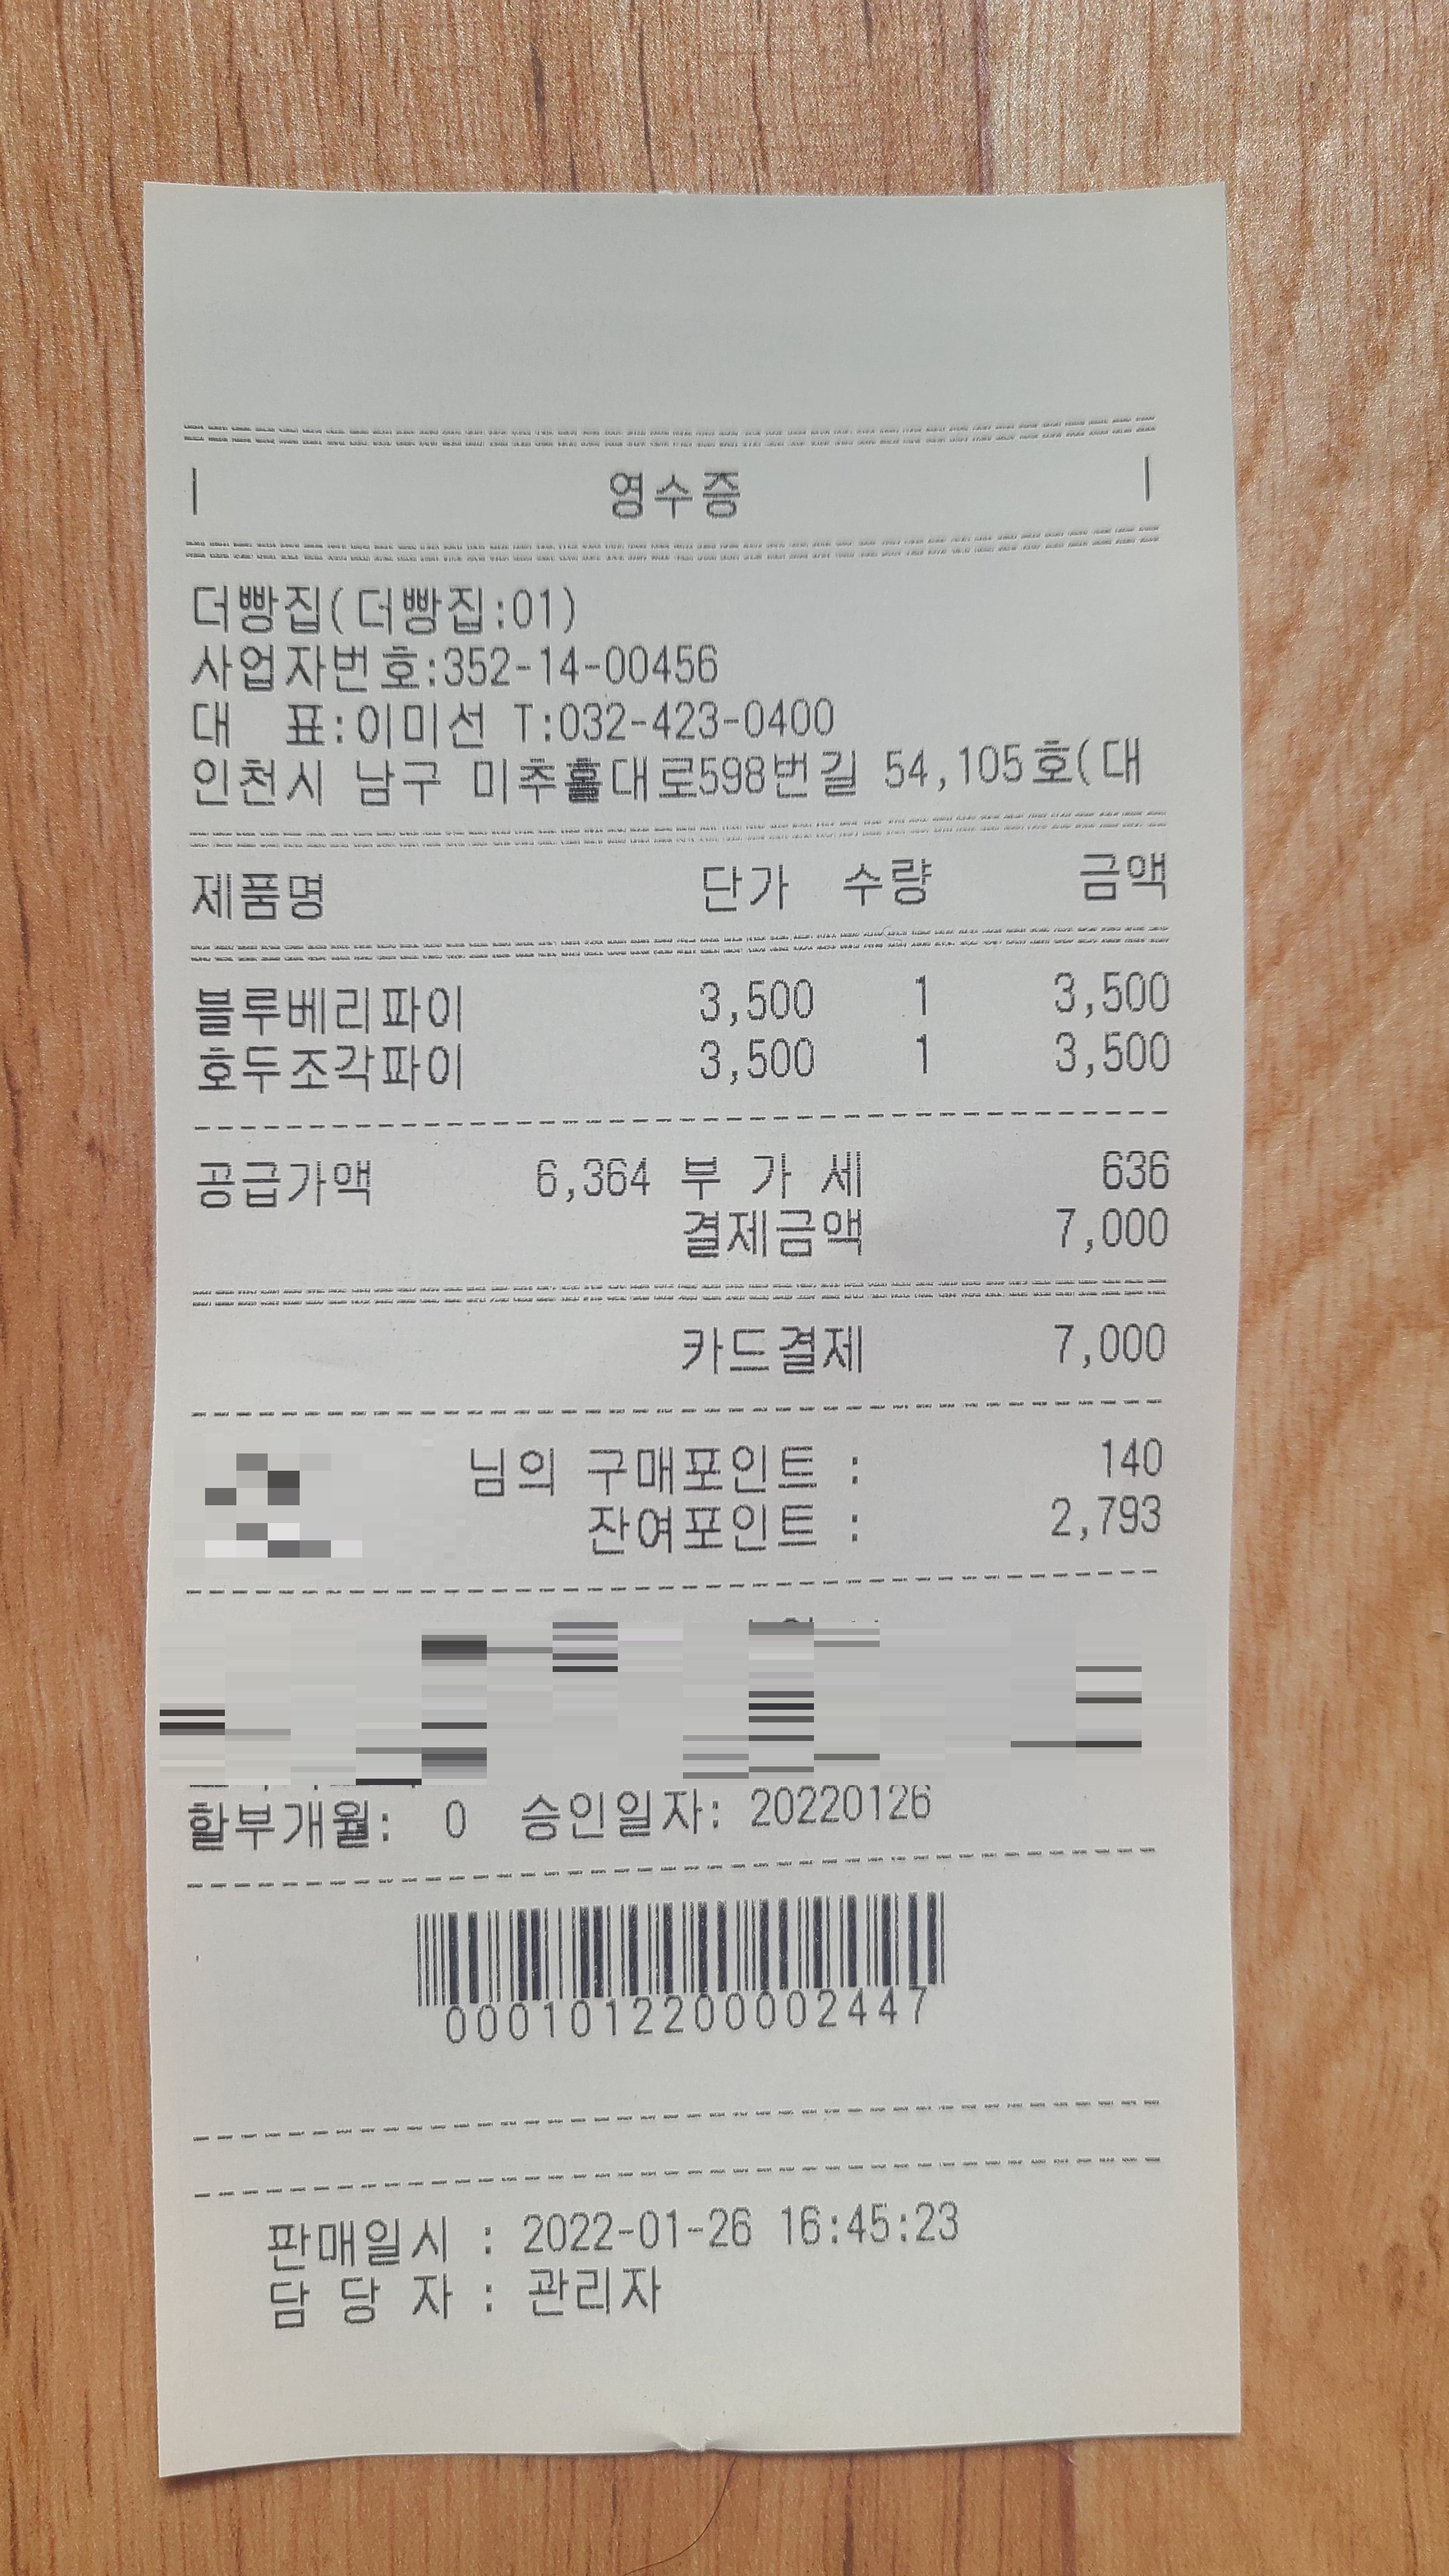 영수증
더빵집(더빵집:01)
사업자번호:352-14-00456
대 표:이미선 T:032-423-0400
인천시 남구 미추홀대로598번길 54,105호(대
제품명 단가 수량 금액
블루베리파이 3,500 1 3,500
호두조각파이 3,500 1 3,500
공급가액 6,364 부 가 세 636
결제금액 7,000
카드결제 7,000
님의 구매포인트 : 140
잔여포인트 : 2,793
할부개월: 0 승인일자: 20220126
0001012200002447
판매일시 : 2022-01-26 16:45:23
담 당 자 : 관리자